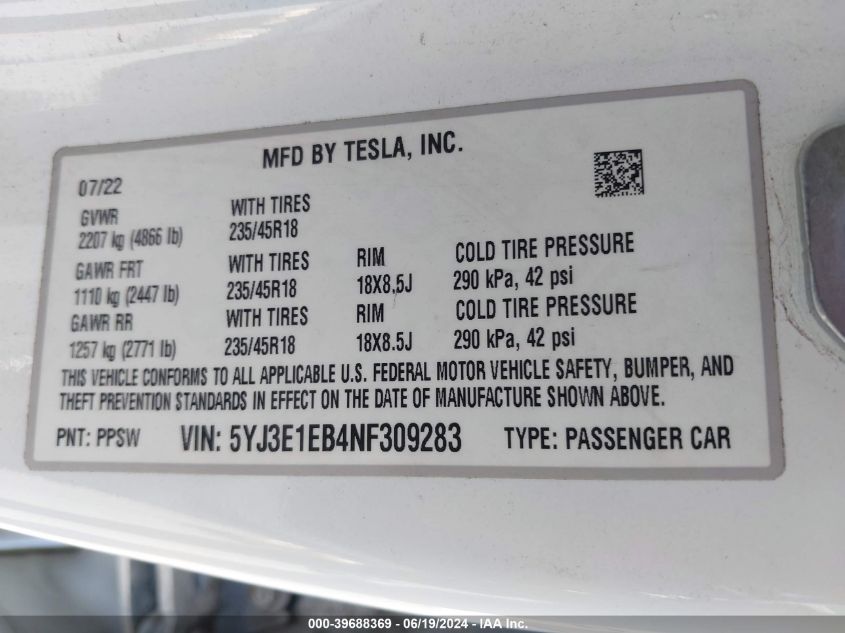 MFD BY TESLA, INC.
07/22
GVWR WITH TIRES
2207 kg (4866 lb) 235/45R18
GAWR FRT WITH TIRES RIM COLD TIRE PRESSURE
1110 kg (2447 lb) 235/45R18 18X8.5J 290 kPa, 42 psi
GAWR RR WITH TIRES RIM COLD TIRE PRESSURE
1257 kg (2771 lb) 235/45R18 18X8.5J 290 kPa, 42 psi
THIS VEHICLE CONFORMS TO ALL APPLICABLE U.S. FEDERAL MOTOR VEHICLE SAFETY, BUMPER, AND
THEFT PREVENTION STANDARDS IN EFFECT ON THE DATE OF MANUFACTURE SHOWN ABOVE.
PNT: PPSW VIN: 5YJ3E1EB4NF309283 TYPE: PASSENGER CAR
000-39688369 - 06/19/2024 - IAA Inc.